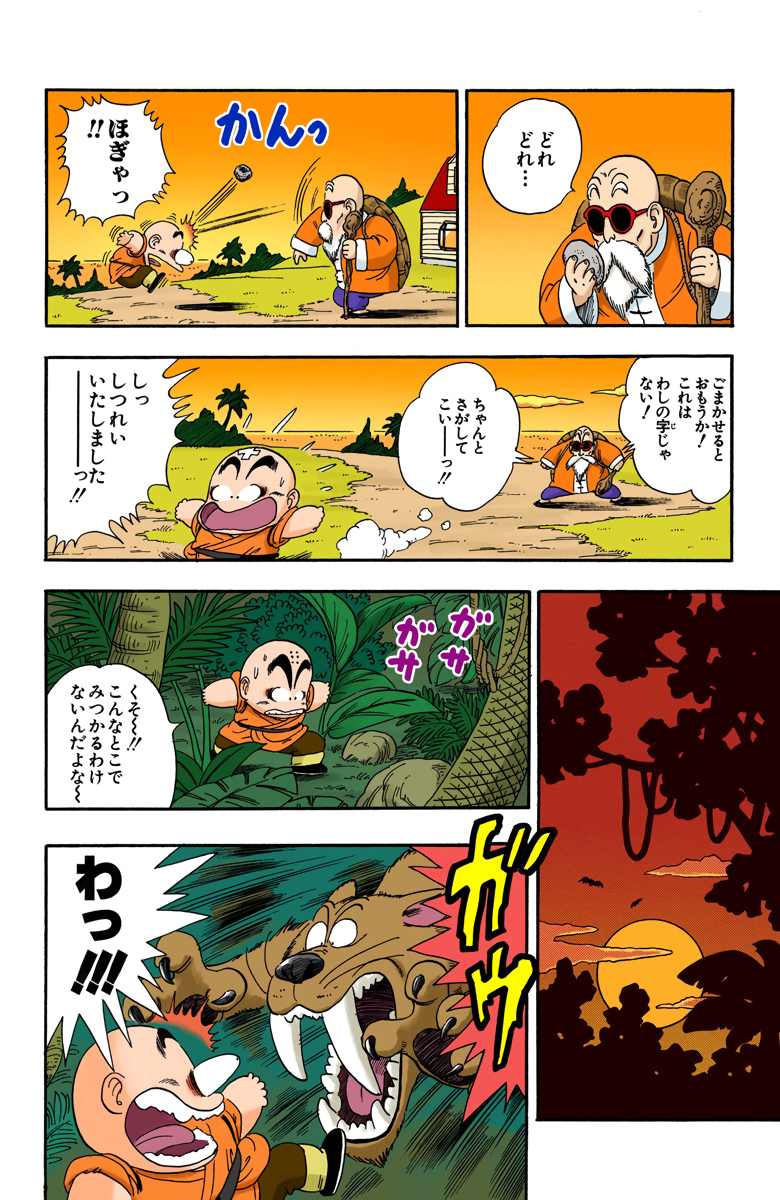 どれ
どれ…
かんっ
ほぎゃっ
!!
ごまかせると
おもうか!
これは
わしの字じゃ
ない!
じ
ちゃんと
さがして
こい──っ!!
しっ
しつれい
いたしました
───っ!!
ガサ
ガサ
くそ〜!!
こんなとこで
みつかるわけ
ないんだよな〜
ガウ
わっ!!!